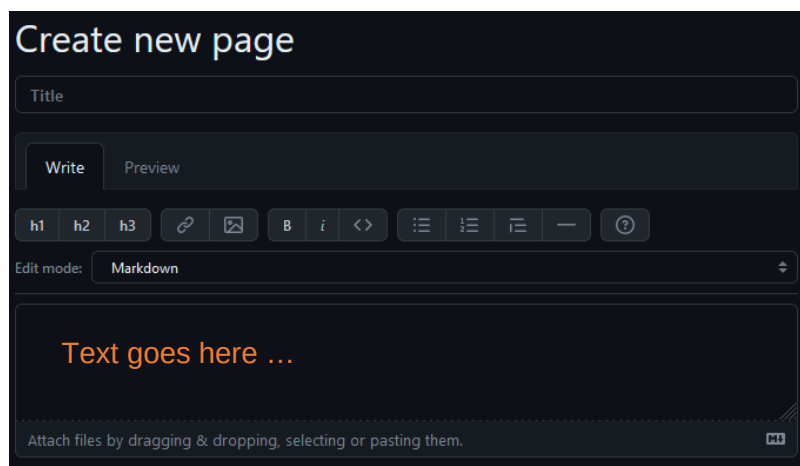 Create new page
Title
Write Preview
h1 h2 h3 B i <>
Edit mode: Markdown
Text goes here …
Attach files by dragging & dropping, selecting or pasting them.